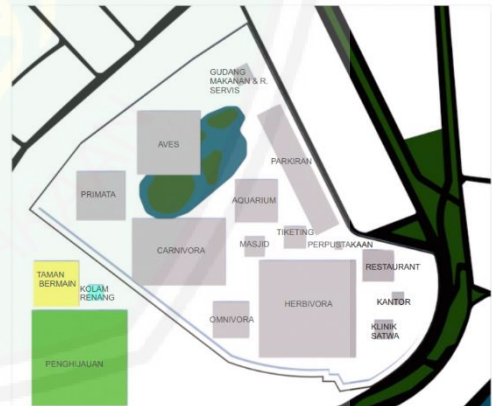 GUDANG
MAKANAN & R.
SERVIS
AVES
PARKIRAN
PRIMATA
AQUARIUM
TIKETING
MASJID
PERPUSTAKAAN
CARNIVORA
RESTAURANT
TAMAN
BERMAIN
KOLAM
RENANG
KANTOR
HERBIVORA
OMNIVORA
KLINIK
SATWA
PENGHIJAUAN